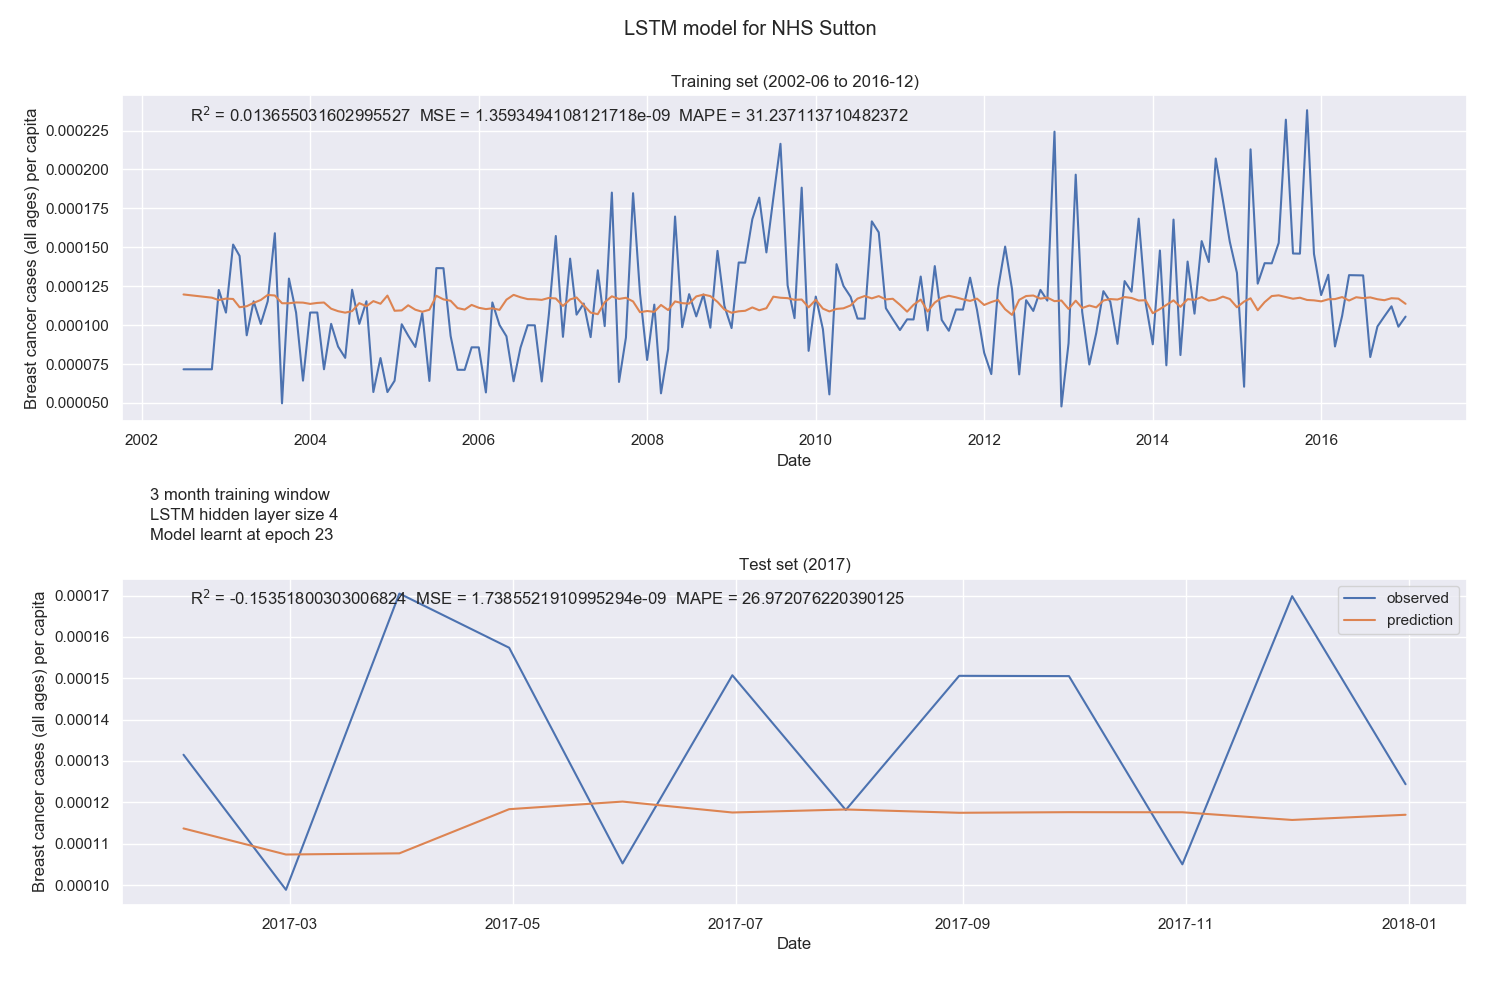 LSTM model for NHS Sutton
Training set (2002-06 to 2016-12)
R² = 0.013655031602995527 MSE = 1.3593494108121718e-09 MAPE = 31.237113710482372
Breast cancer cases (all ages) per capita
0.000225
0.000200
0.000175
0.000150
0.000125
0.000100
0.000075
0.000050
2002 2004 2006 2008 2010 2012 2014 2016
Date
3 month training window
LSTM hidden layer size 4
Model learnt at epoch 23
Test set (2017)
R² = -0.15351800303006824 MSE = 1.7385521910995294e-09 MAPE = 26.972076220390125
observed
prediction
Breast cancer cases (all ages) per capita
0.00017
0.00016
0.00015
0.00014
0.00013
0.00012
0.00011
0.00010
2017-03 2017-05 2017-07 2017-09 2017-11 2018-01
Date